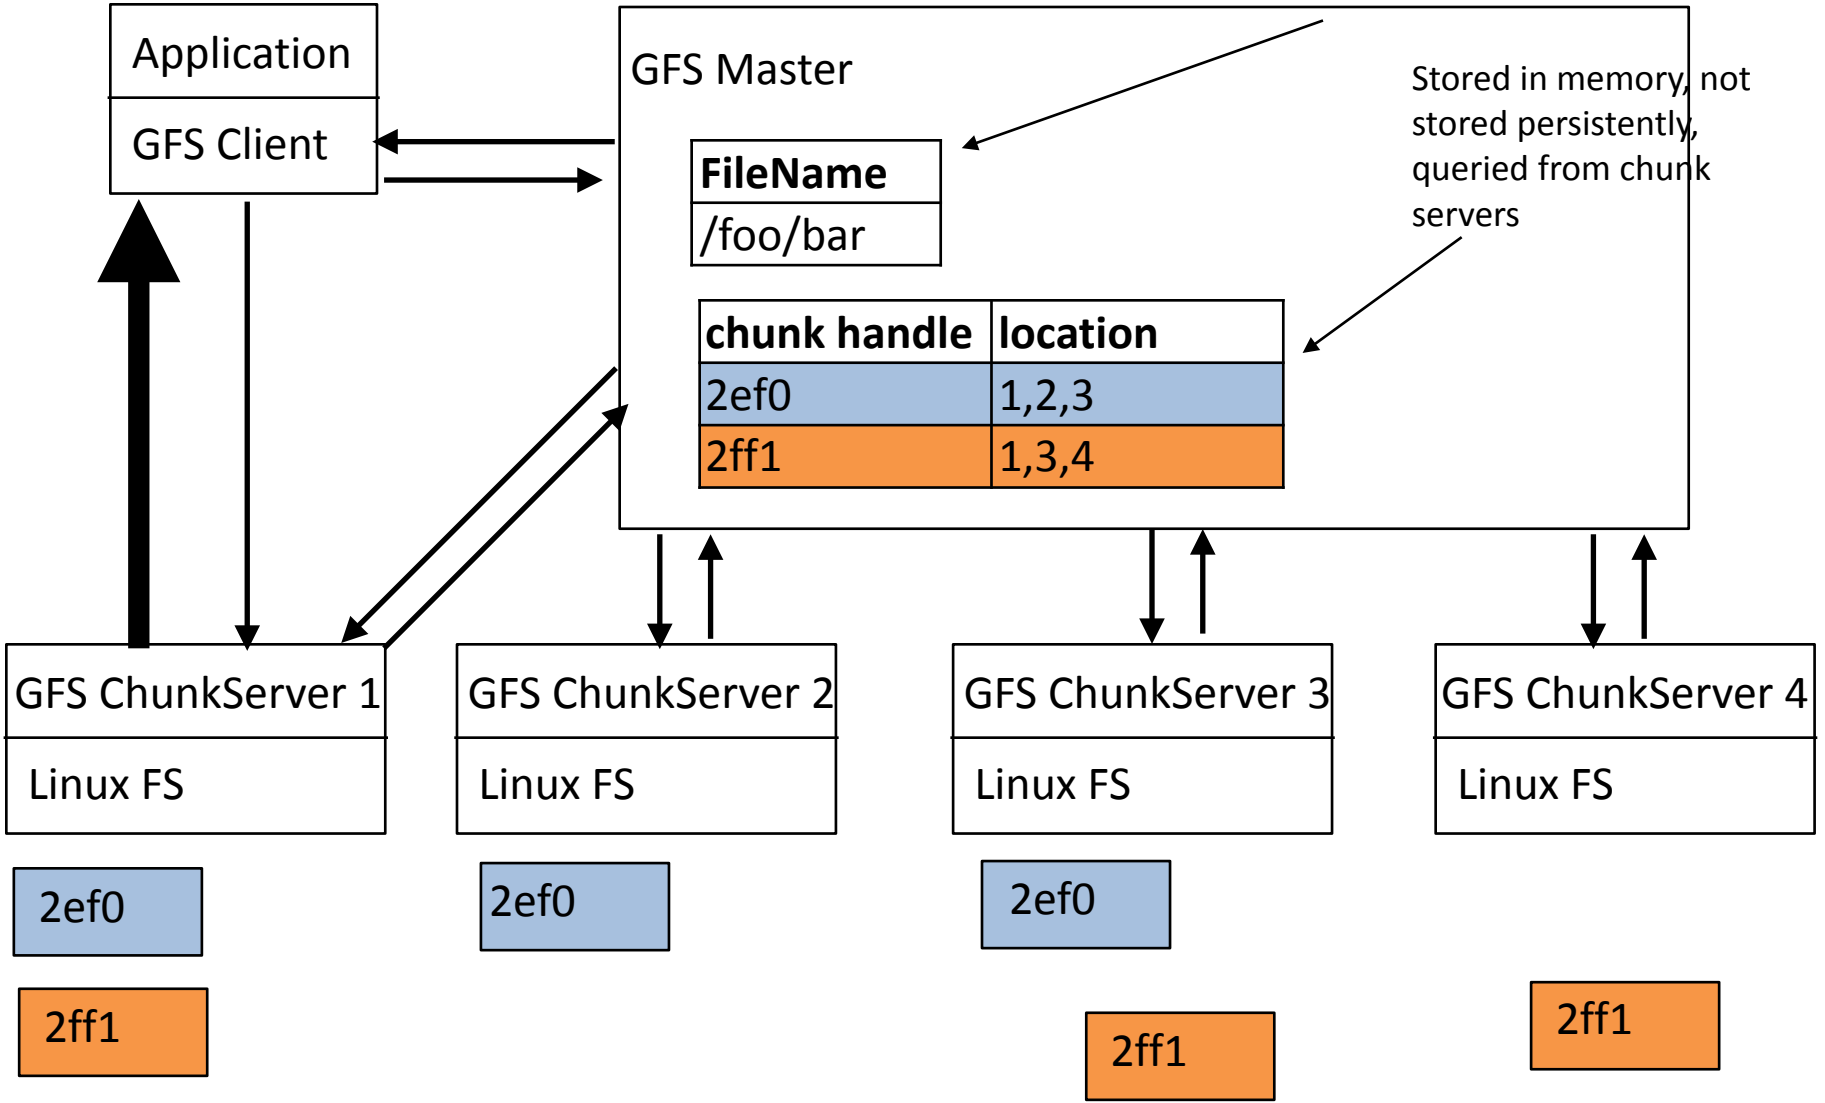 Application
GFS Client
GFS Master
Stored in memory, not
stored persistently,
queried from chunk
servers
FileName
/foo/bar
chunk handle location
2ef0 1,2,3
2ff1 1,3,4
GFS ChunkServer 1
Linux FS
GFS ChunkServer 2
Linux FS
GFS ChunkServer 3
Linux FS
GFS ChunkServer 4
Linux FS
2ef0
2ef0
2ef0
2ff1
2ff1
2ff1